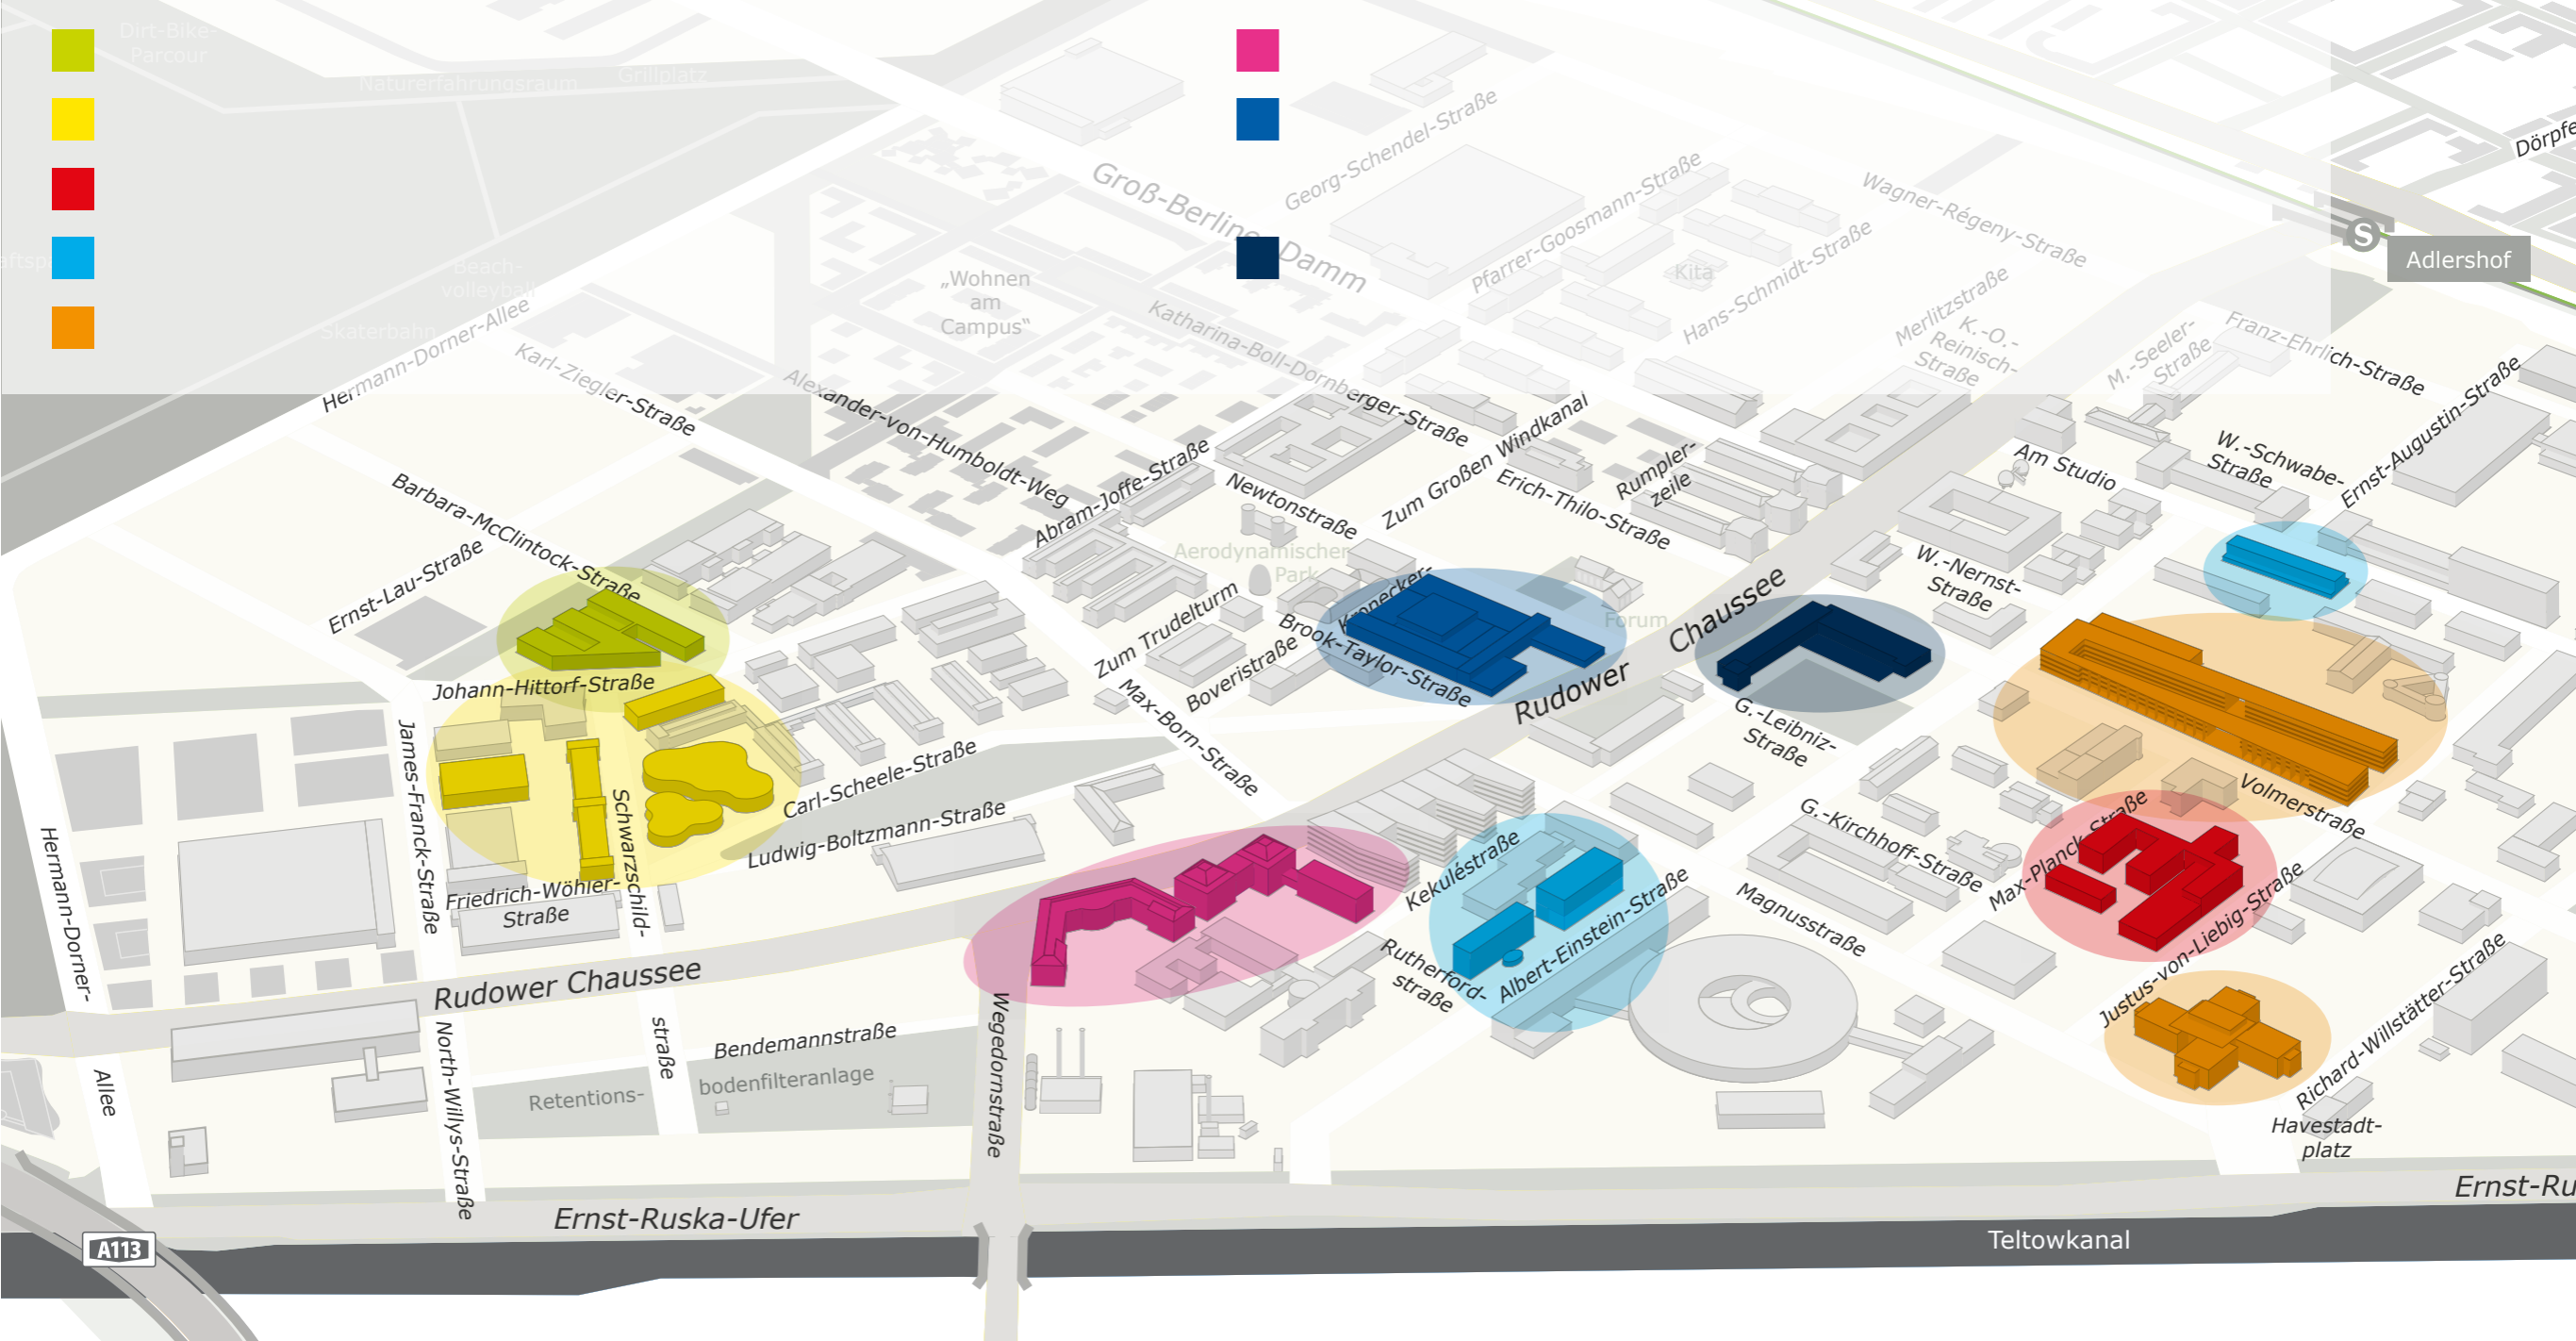 Dirt-Bike-
Parcour
Naturerfahrungsraum
Grillplatz
Beach-
volleyball
Skaterbahn
Hermann-Dorner-Allee
Karl-Ziegler-Straße
„Wohnen
am
Campus“
Groß-Berliner Damm
Georg-Schendel-Straße
Pfarrer-Goosmann-Straße
Kita
Hans-Schmidt-Straße
Wagner-Régeny-Straße
Merlitzstraße
K.-O.-
Reinisch-
Straße
M.-Seeler-
Straße
Franz-Ehrlich-Straße
S
Adlershof
Katharina-Boll-Dornberger-Straße
Alexander-von-Humboldt-Weg
Abram-Joffe-Straße
Newtonstraße
Zum Großen Windkanal
Erich-Thilo-Straße
Rumpler-
zeile
Am Studio
W.-Schwabe-
Straße
Ernst-Augustin-Straße
Barbara-McClintock-Straße
Ernst-Lau-Straße
Aerodynamischer
Park
Zum Trudelturm
Boveristraße
Brook-Taylor-Straße
Forum
Rudower Chaussee
W.-Nernst-
Straße
Johann-Hittorf-Straße
Max-Born-Straße
G.-Leibniz-
Straße
James-Franck-Straße
Carl-Scheele-Straße
Ludwig-Boltzmann-Straße
Schwarzschild-
straße
Friedrich-Wöhler-
Straße
Hermann-Dorner-
Allee
Kekuléstraße
Rutherford-
straße
Albert-Einstein-Straße
Magnusstraße
G.-Kirchhoff-Straße
Max-Planck-Straße
Volmerstraße
Justus-von-Liebig-Straße
Richard-Willstätter-Straße
Havestadt-
platz
Rudower Chaussee
North-Willys-Straße
Bendemannstraße
Retentions-
bodenfilteranlage
Wegedornstraße
Ernst-Ruska-Ufer
A113
Teltowkanal